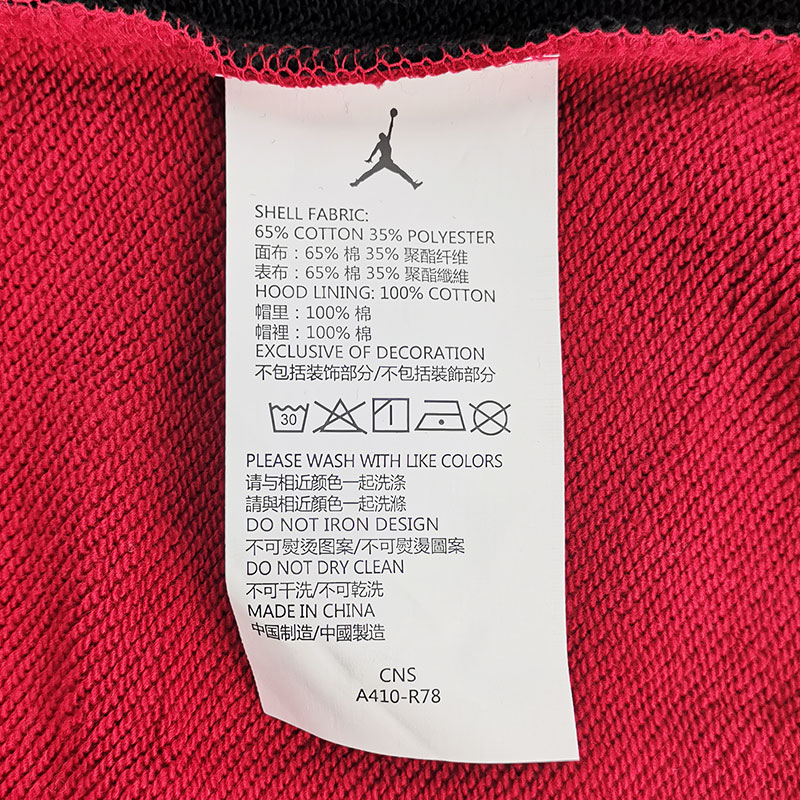 SHELL FABRIC:
65% COTTON 35% POLYESTER
面布：65% 棉 35% 聚酯纤维
表布：65% 棉 35% 聚酯纖維
HOOD LINING: 100% COTTON
帽里：100% 棉
帽裡：100% 棉
EXCLUSIVE OF DECORATION
不包括装饰部分/不包括裝飾部分
30
PLEASE WASH WITH LIKE COLORS
请与相近颜色一起洗涤
請與相近顏色一起洗滌
DO NOT IRON DESIGN
不可熨烫图案/不可熨燙圖案
DO NOT DRY CLEAN
不可干洗/不可乾洗
MADE IN CHINA
中国制造/中國製造
CNS
A410-R78